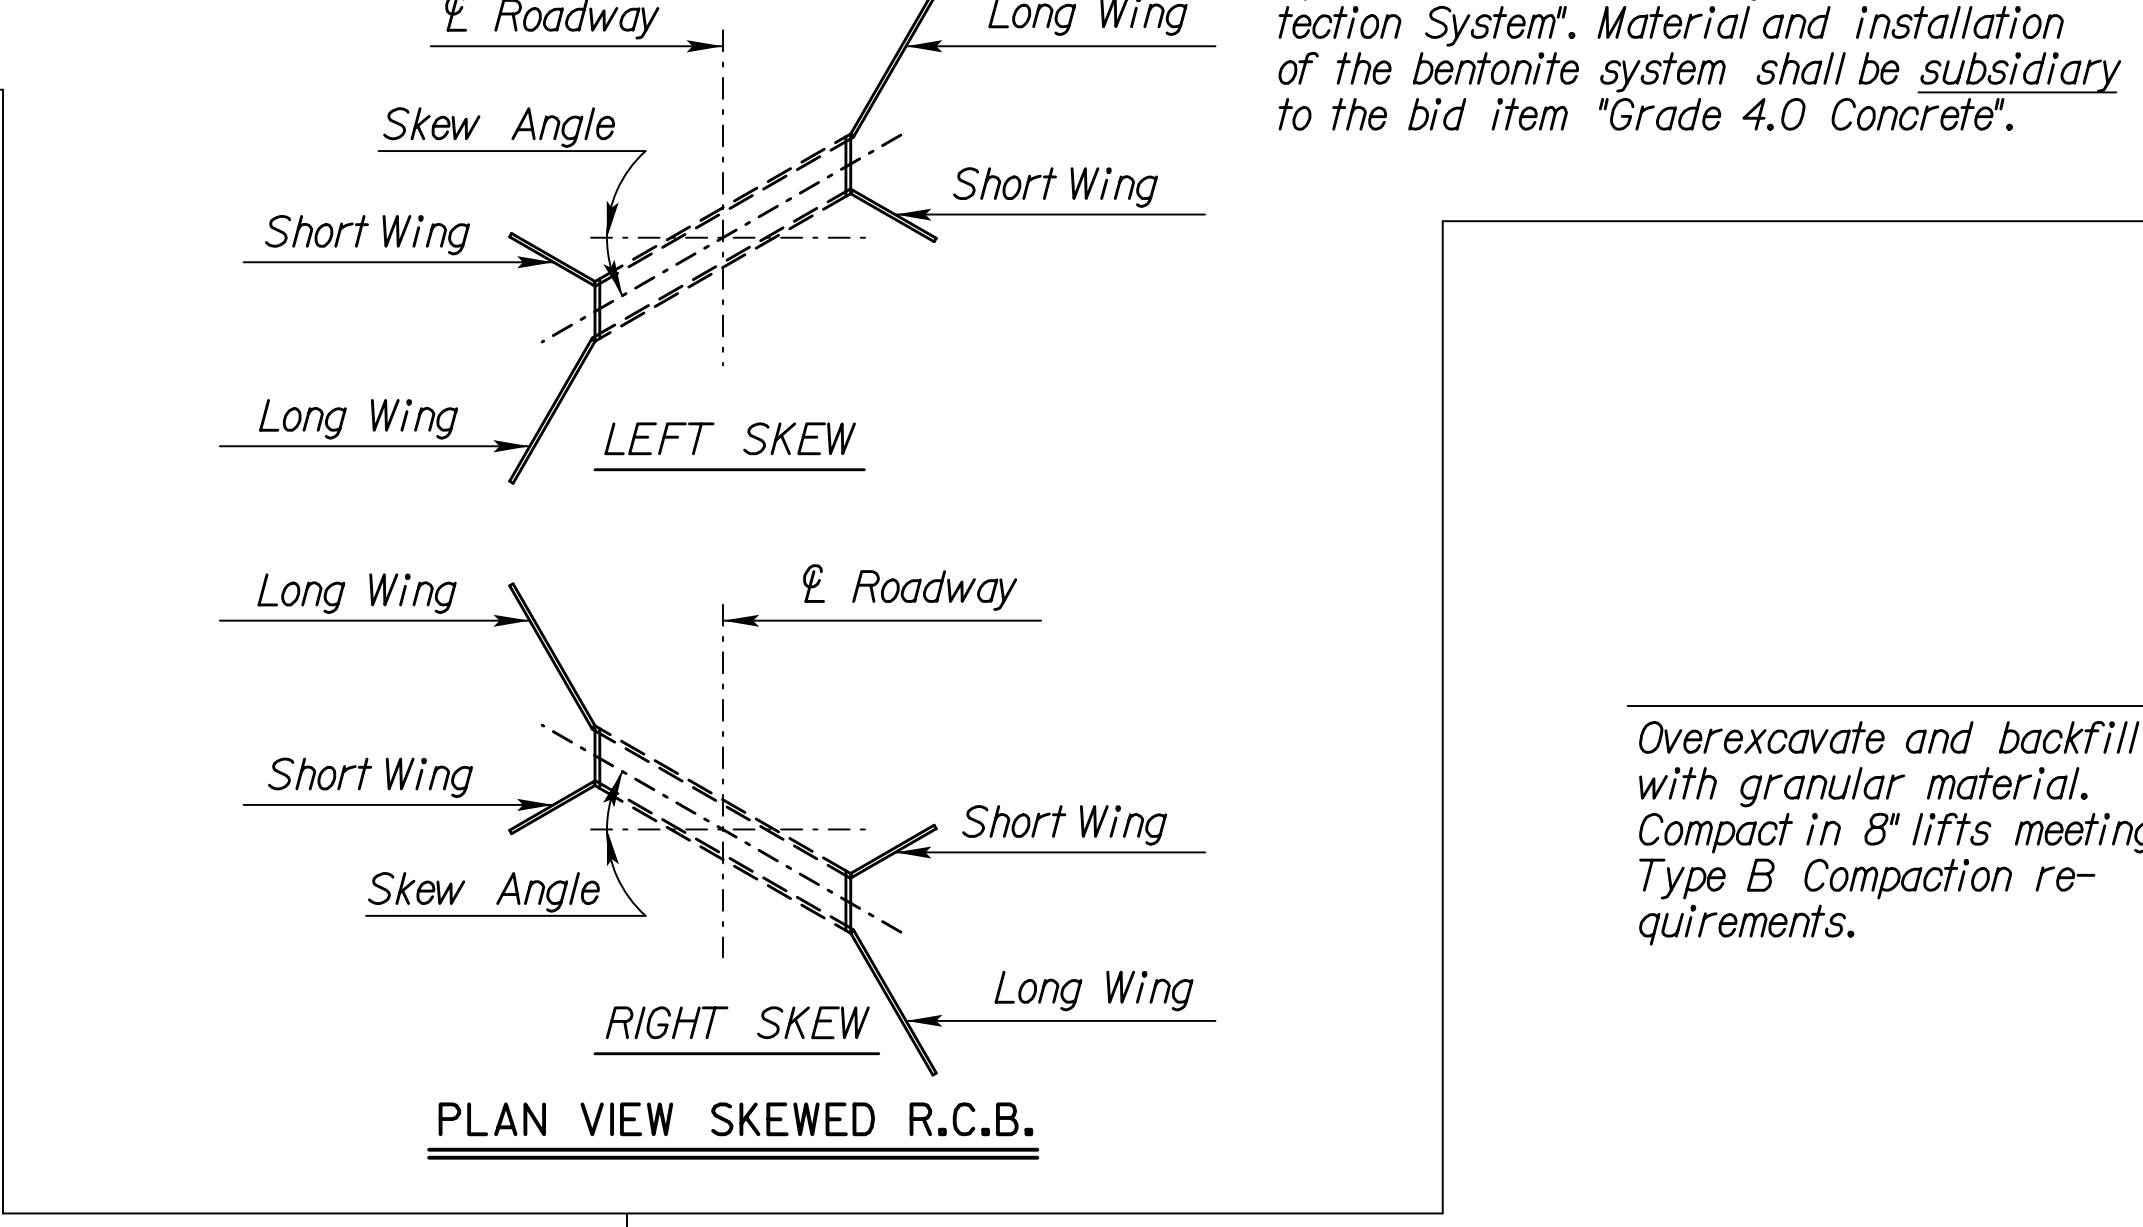 ℄ Roadway
Long Wing
Skew Angle
Short Wing
Short Wing
Long Wing
LEFT SKEW
Long Wing
℄ Roadway
Short Wing
Short Wing
Skew Angle
Long Wing
RIGHT SKEW
PLAN VIEW SKEWED R.C.B.
tection System". Material and installation
of the bentonite system shall be subsidiary
to the bid item "Grade 4.0 Concrete".
Overexcavate and backfill
with granular material.
Compact in 8" lifts meeting
Type B Compaction re-
quirements.